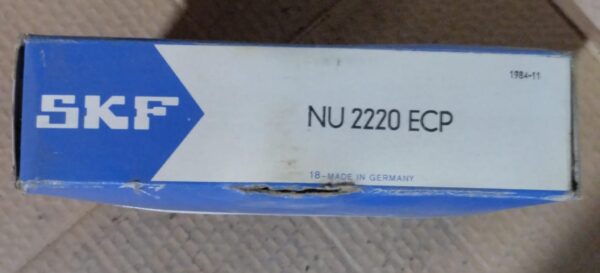 1984-11
SKF
NU 2220 ECP
18-MADE IN GERMANY